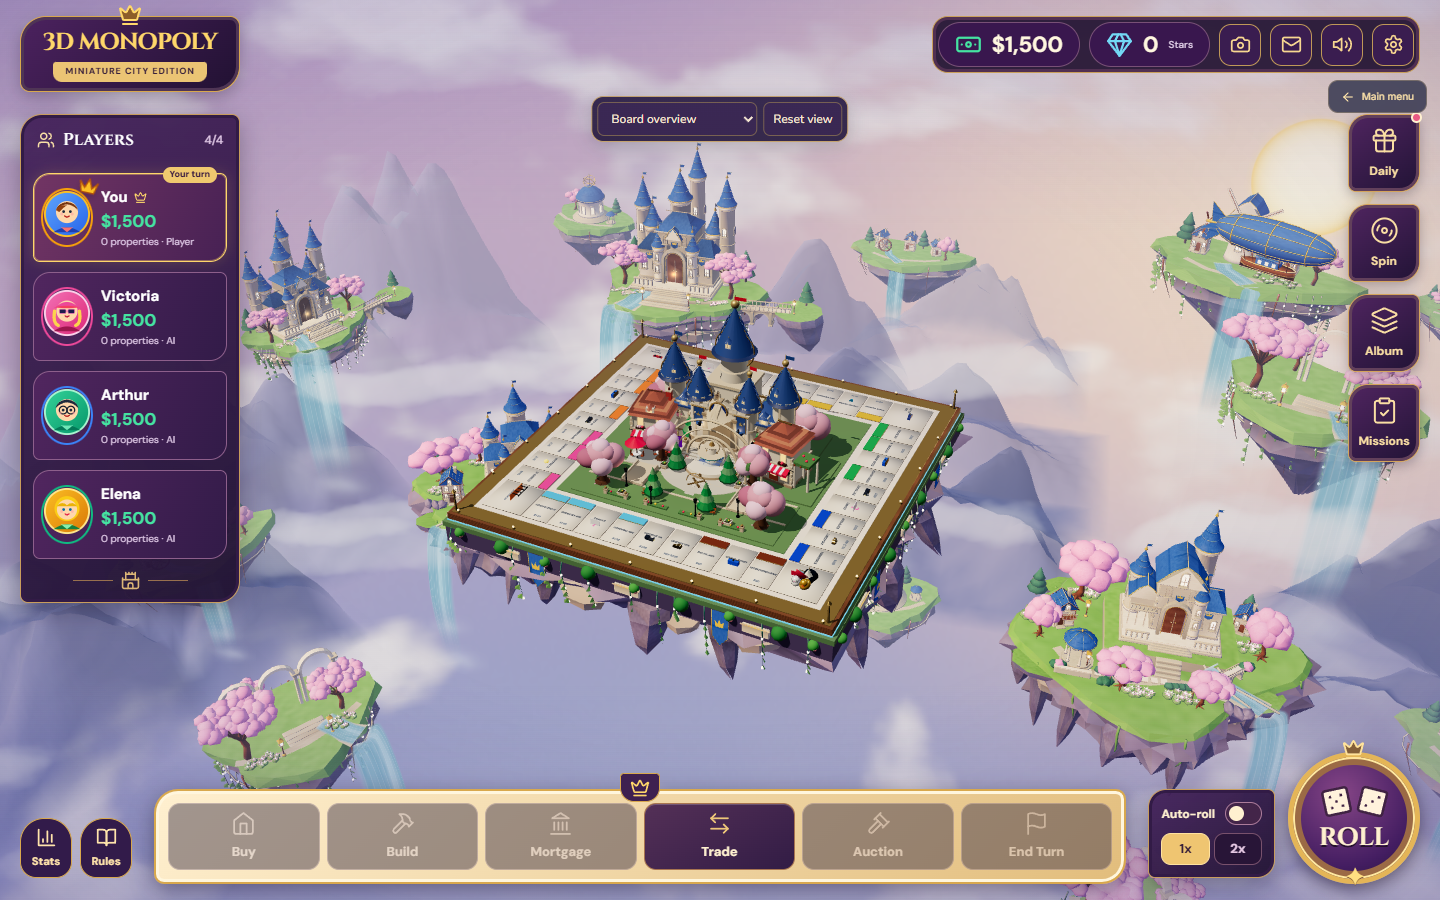 3D MONOPOLY
MINIATURE CITY EDITION
$1,500
0 Stars
Main menu
Board overview
Reset view
PLAYERS 4/4
Your turn
You
$1,500
0 properties · Player
Victoria
$1,500
0 properties · AI
Arthur
$1,500
0 properties · AI
Elena
$1,500
0 properties · AI
Daily
Spin
Album
Missions
Stats
Rules
Buy
Build
Mortgage
Trade
Auction
End Turn
Auto-roll
1x
2x
ROLL